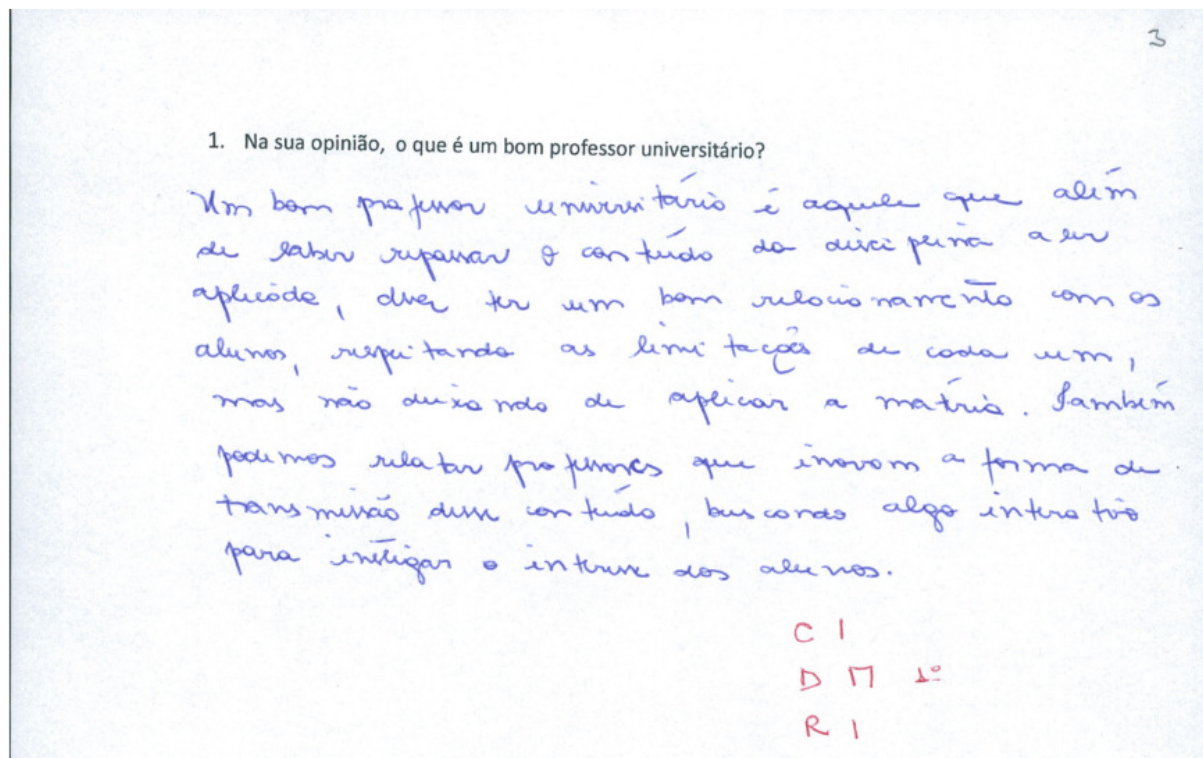 3
1. Na sua opinião, o que é um bom professor universitário?
Um bom professor universitário é aquele que além
de saber repassar o conteúdo da disciplina a ser
aplicada, deve ter um bom relacionamento com os
alunos, respeitando as limitações de cada um,
mas não deixando de aplicar a matéria. Também
podemos relatar professores que inovam a forma de
transmissão desse conteúdo, buscando algo interativo
para instigar o interesse dos alunos.
C I
D M 1º
R I